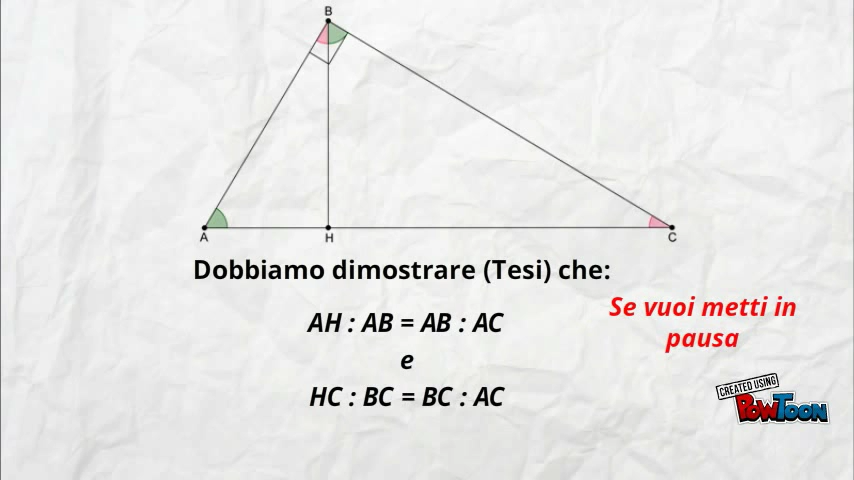 B
A
H
C
Dobbiamo dimostrare (Tesi) che:
AH : AB = AB : AC
e
HC : BC = BC : AC
Se vuoi metti in
pausa
CREATED USING
POWTOON